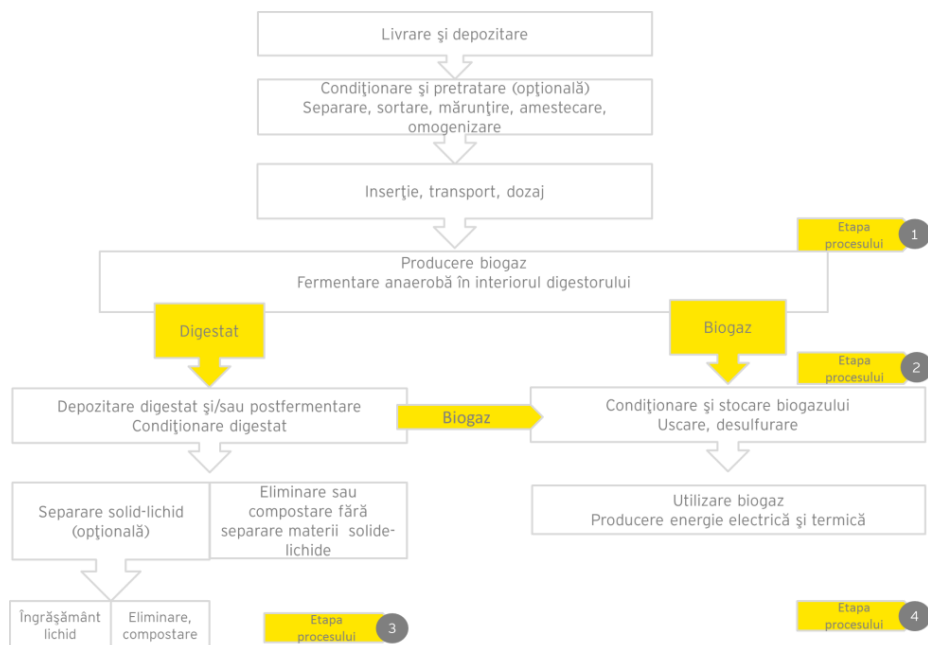 Livrare şi depozitare
Condiţionare şi pretratare (opţională)
Separare, sortare, mărunţire, amestecare,
omogenizare
Inserţie, transport, dozaj
Etapa
procesului
1
Producere biogaz
Fermentare anaerobă în interiorul digestorului
Digestat
Biogaz
Etapa
procesului
2
Depozitare digestat şi/sau postfermentare
Condiţionare digestat
Biogaz
Condiţionare şi stocare biogazului
Uscare, desulfurare
Separare solid-lichid
(opţională)
Eliminare sau
compostare fără
separare materii solide-
lichide
Utilizare biogaz
Producere energie electrică şi termică
Îngrăşământ
lichid
Eliminare,
compostare
Etapa
procesului
3
Etapa
procesului
4